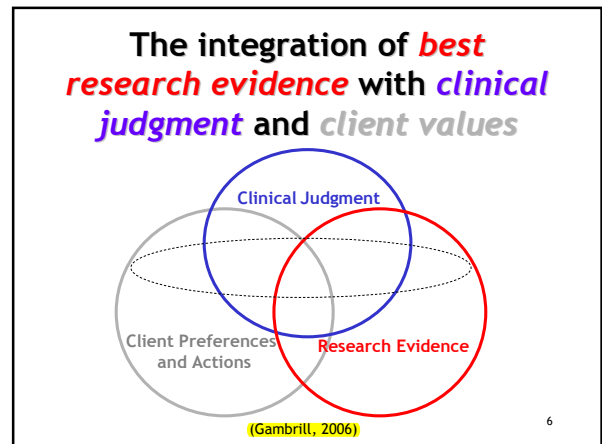 The integration of best
research evidence with clinical
judgment and client values
Clinical Judgment
Client Preferences
and Actions
Research Evidence
(Gambrill, 2006)
6